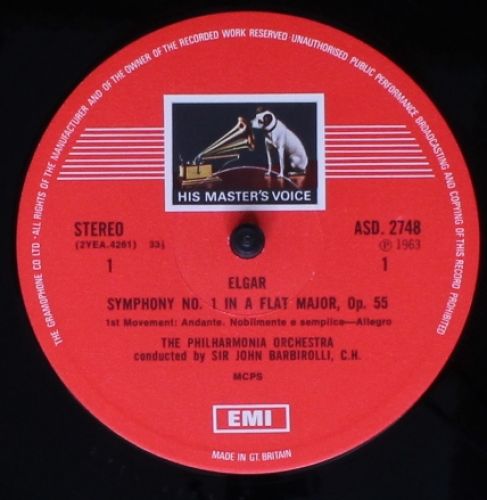 THE GRAMOPHONE CO LTD · ALL RIGHTS OF THE MANUFACTURER AND OF THE OWNER OF THE RECORDED WORK RESERVED · UNAUTHORISED PUBLIC PERFORMANCE BROADCASTING AND COPYING OF THIS RECORD PROHIBITED
HIS MASTER'S VOICE
STEREO ASD. 2748
(2YEA.4261) 33⅓ ℗ 1963
1 1
ELGAR
SYMPHONY NO. 1 IN A FLAT MAJOR, Op. 55
1st Movement: Andante. Nobilmente e semplice—Allegro
THE PHILHARMONIA ORCHESTRA
conducted by SIR JOHN BARBIROLLI, C.H.
MCPS
EMI
MADE IN GT. BRITAIN